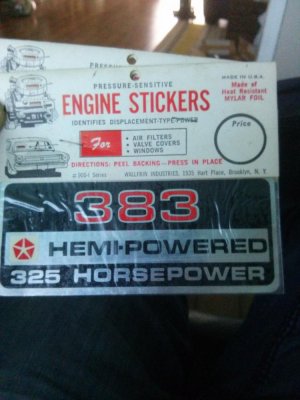 PRESSURE-SENSITIVE
ENGINE STICKERS
IDENTIFIES DISPLACEMENT-TYPE-POWER
MADE IN U.S.A.
Made of
Heat Resistant
MYLAR FOIL
For
• AIR FILTERS
• VALVE COVERS
• WINDOWS
Price
DIRECTIONS: PEEL BACKING—PRESS IN PLACE
Series
INDUSTRIES, 1535 Hart Place, Brooklyn, N. Y.
383
HEMI-POWERED
325 HORSEPOWER